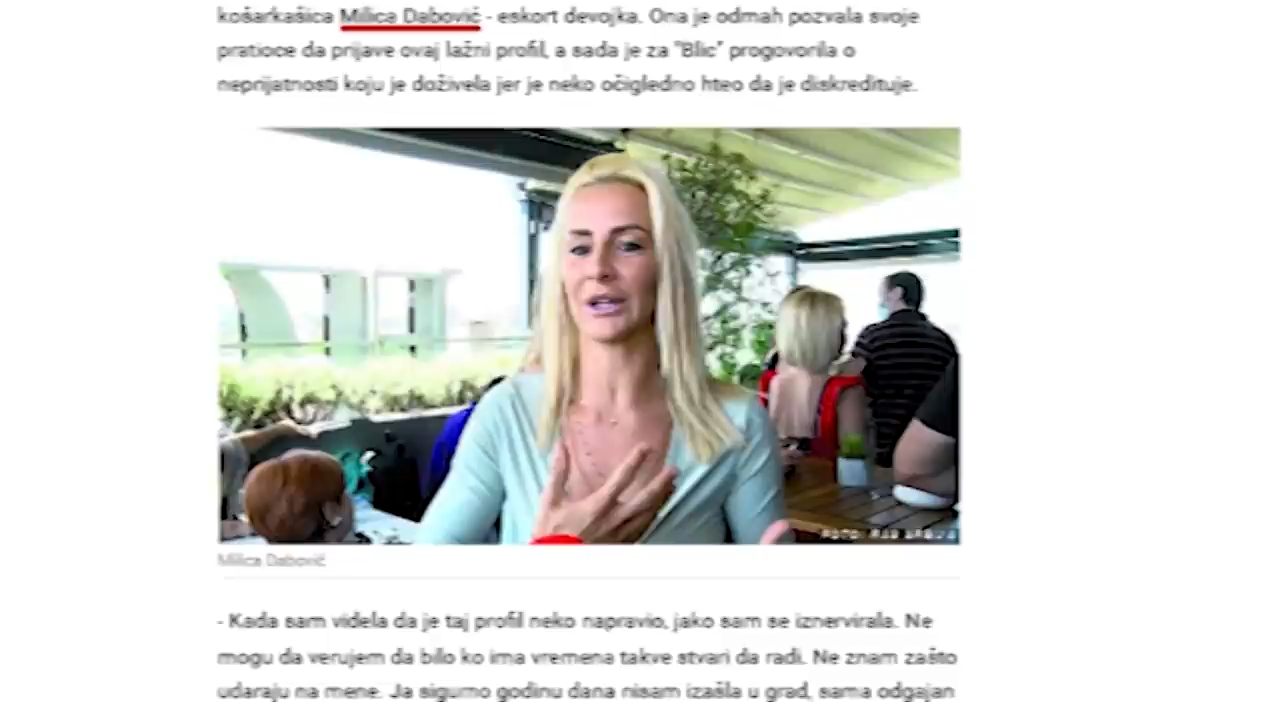 košarkašica Milica Dabović - eskort devojka. Ona je odmah pozvala svoje
pratioce da prijave ovaj lažni profil, a sada je za "Blic" progovorila o
neprijatnosti koju je doživela jer je neko očigledno hteo da je diskredituje.
FOTO: RAS SRBIJA
Milica Dabović
- Kada sam videla da je taj profil neko napravio, jako sam se iznervirala. Ne
mogu da verujem da bilo ko ima vremena takve stvari da radi. Ne znam zašto
udaraju na mene. Ja sigurno godinu dana nisam izašla u grad, sama odgajan